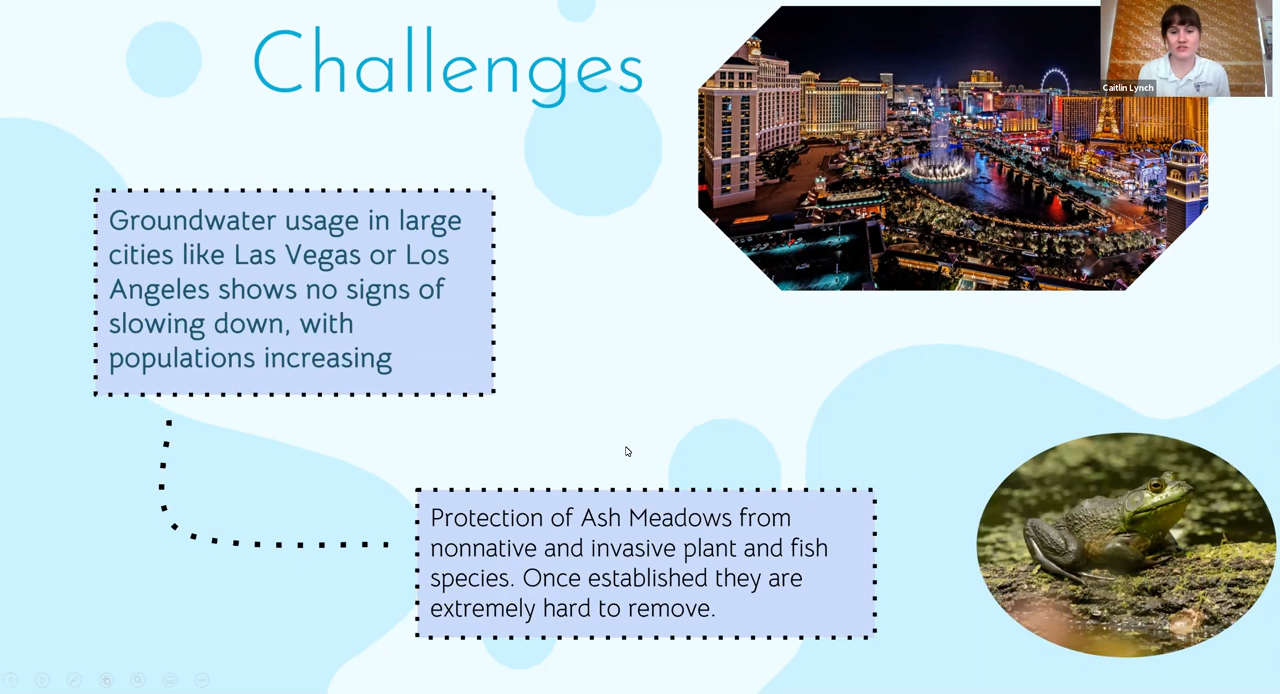 Challenges
Caitlin Lynch
Groundwater usage in large
cities like Las Vegas or Los
Angeles shows no signs of
slowing down, with
populations increasing
Protection of Ash Meadows from
nonnative and invasive plant and fish
species. Once established they are
extremely hard to remove.